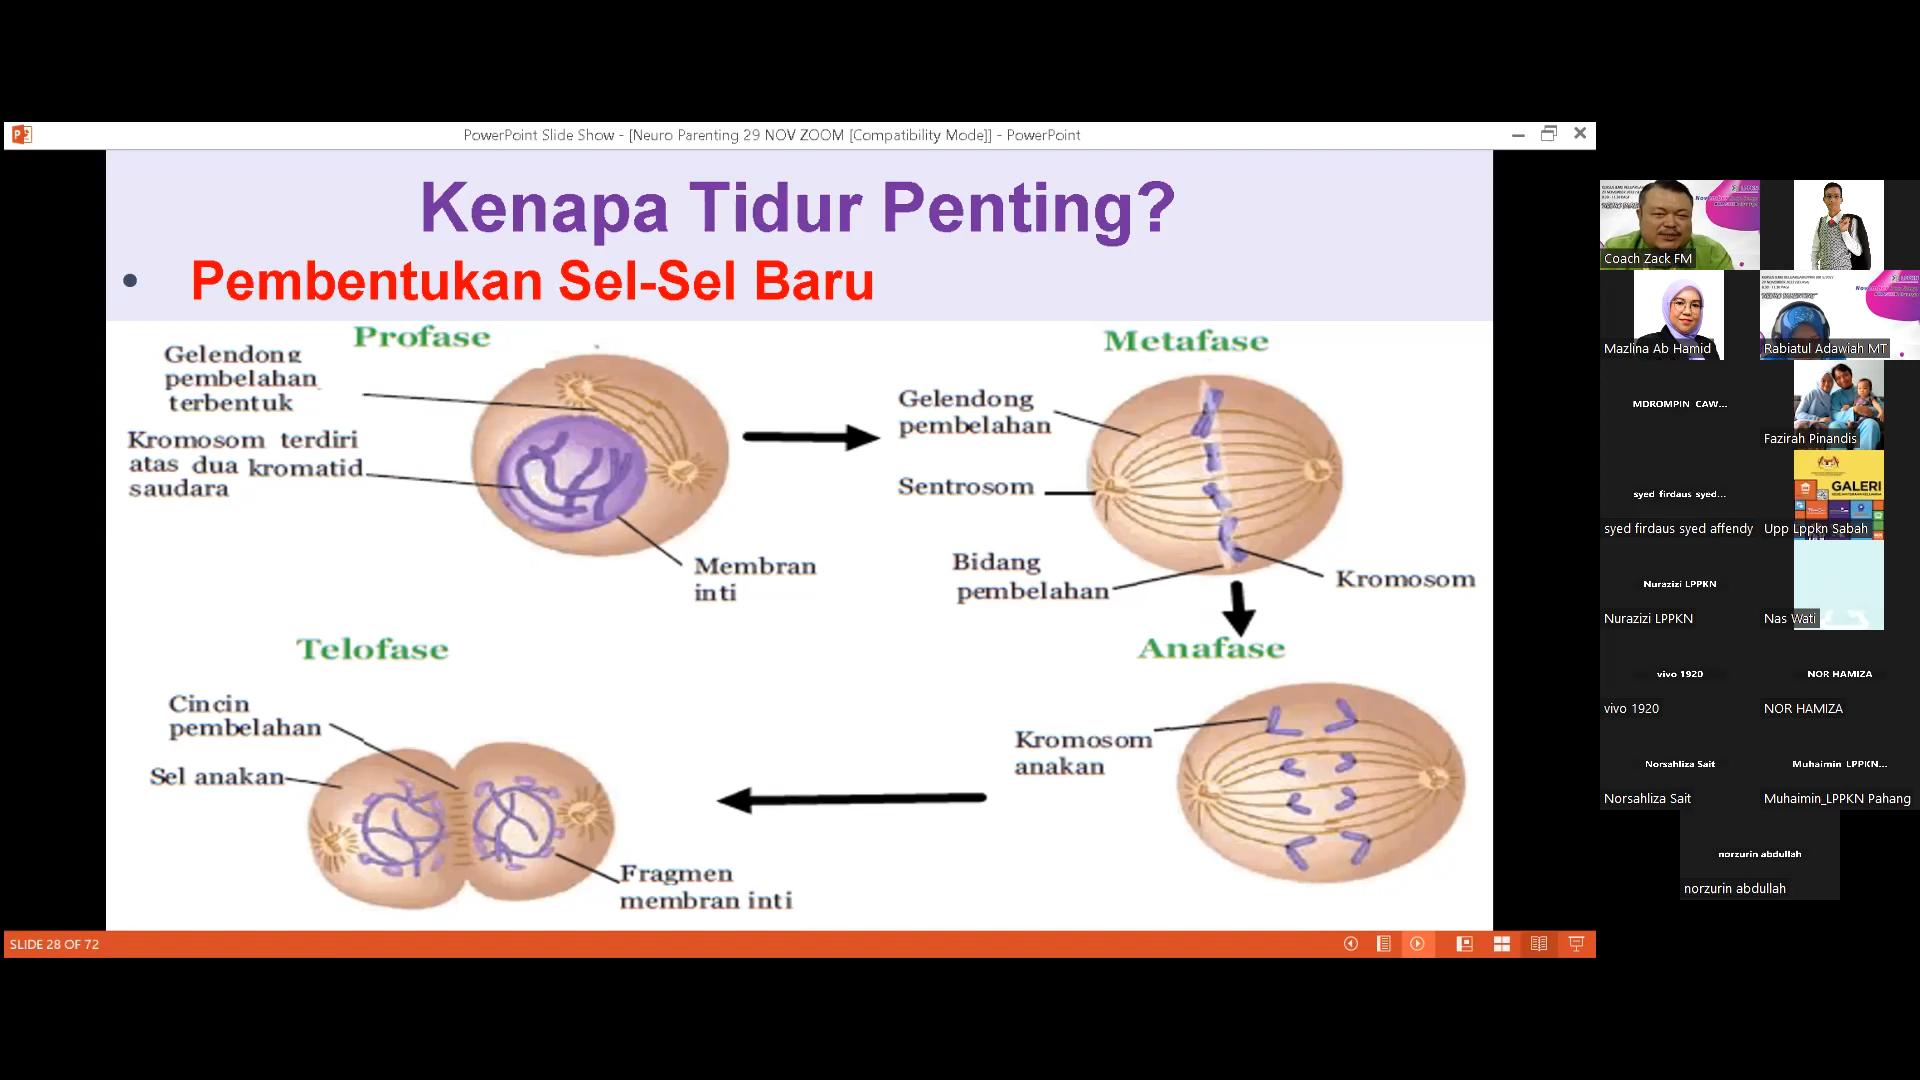 PowerPoint Slide Show - [Neuro Parenting 29 NOV ZOOM [Compatibility Mode]] - PowerPoint
Kenapa Tidur Penting?
• Pembentukan Sel-Sel Baru
Profase
Gelendong
pembelahan
terbentuk
Kromosom terdiri
atas dua kromatid
saudara
Membran
inti
Metafase
Gelendong
pembelahan
Sentrosom
Bidang
pembelahan
Kromosom
Anafase
Kromosom
anakan
Telofase
Cincin
pembelahan
Sel anakan
Fragmen
membran inti
SLIDE 28 OF 72
Coach Zack FM
Mazlina Ab Hamid
Rabiatul Adawiah MT
MDROMPIN CAW...
Fazirah Pinandis
syed firdaus syed...
syed firdaus syed affendy
GALERI
Upp Lppkn Sabah
Nurazizi LPPKN
Nurazizi LPPKN
Nas Wati
vivo 1920
vivo 1920
NOR HAMIZA
NOR HAMIZA
Norsahliza Sait
Norsahliza Sait
Muhaimin LPPKN...
Muhaimin_LPPKN Pahang
norzurin abdullah
norzurin abdullah